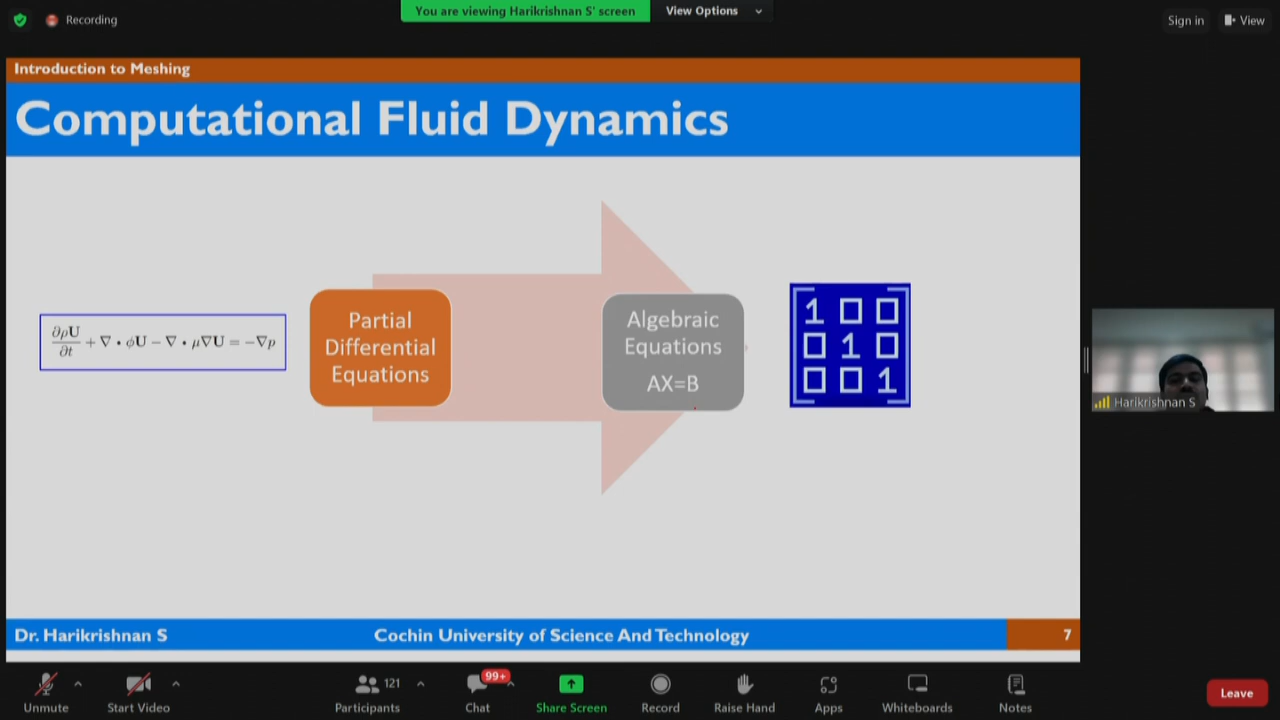 Recording
You are viewing Harikrishnan S' screen
View Options
Sign in
View
Introduction to Meshing
Computational Fluid Dynamics
∂ρU/∂t + ∇ • ϕU − ∇ • μ∇U = −∇p
Partial
Differential
Equations
Algebraic
Equations
AX=B
1 0 0
0 1 0
0 0 1
Harikrishnan S
Dr. Harikrishnan S
Cochin University of Science And Technology
7
Unmute
Start Video
121
Participants
99+
Chat
Share Screen
Record
Raise Hand
Apps
Whiteboards
Notes
Leave